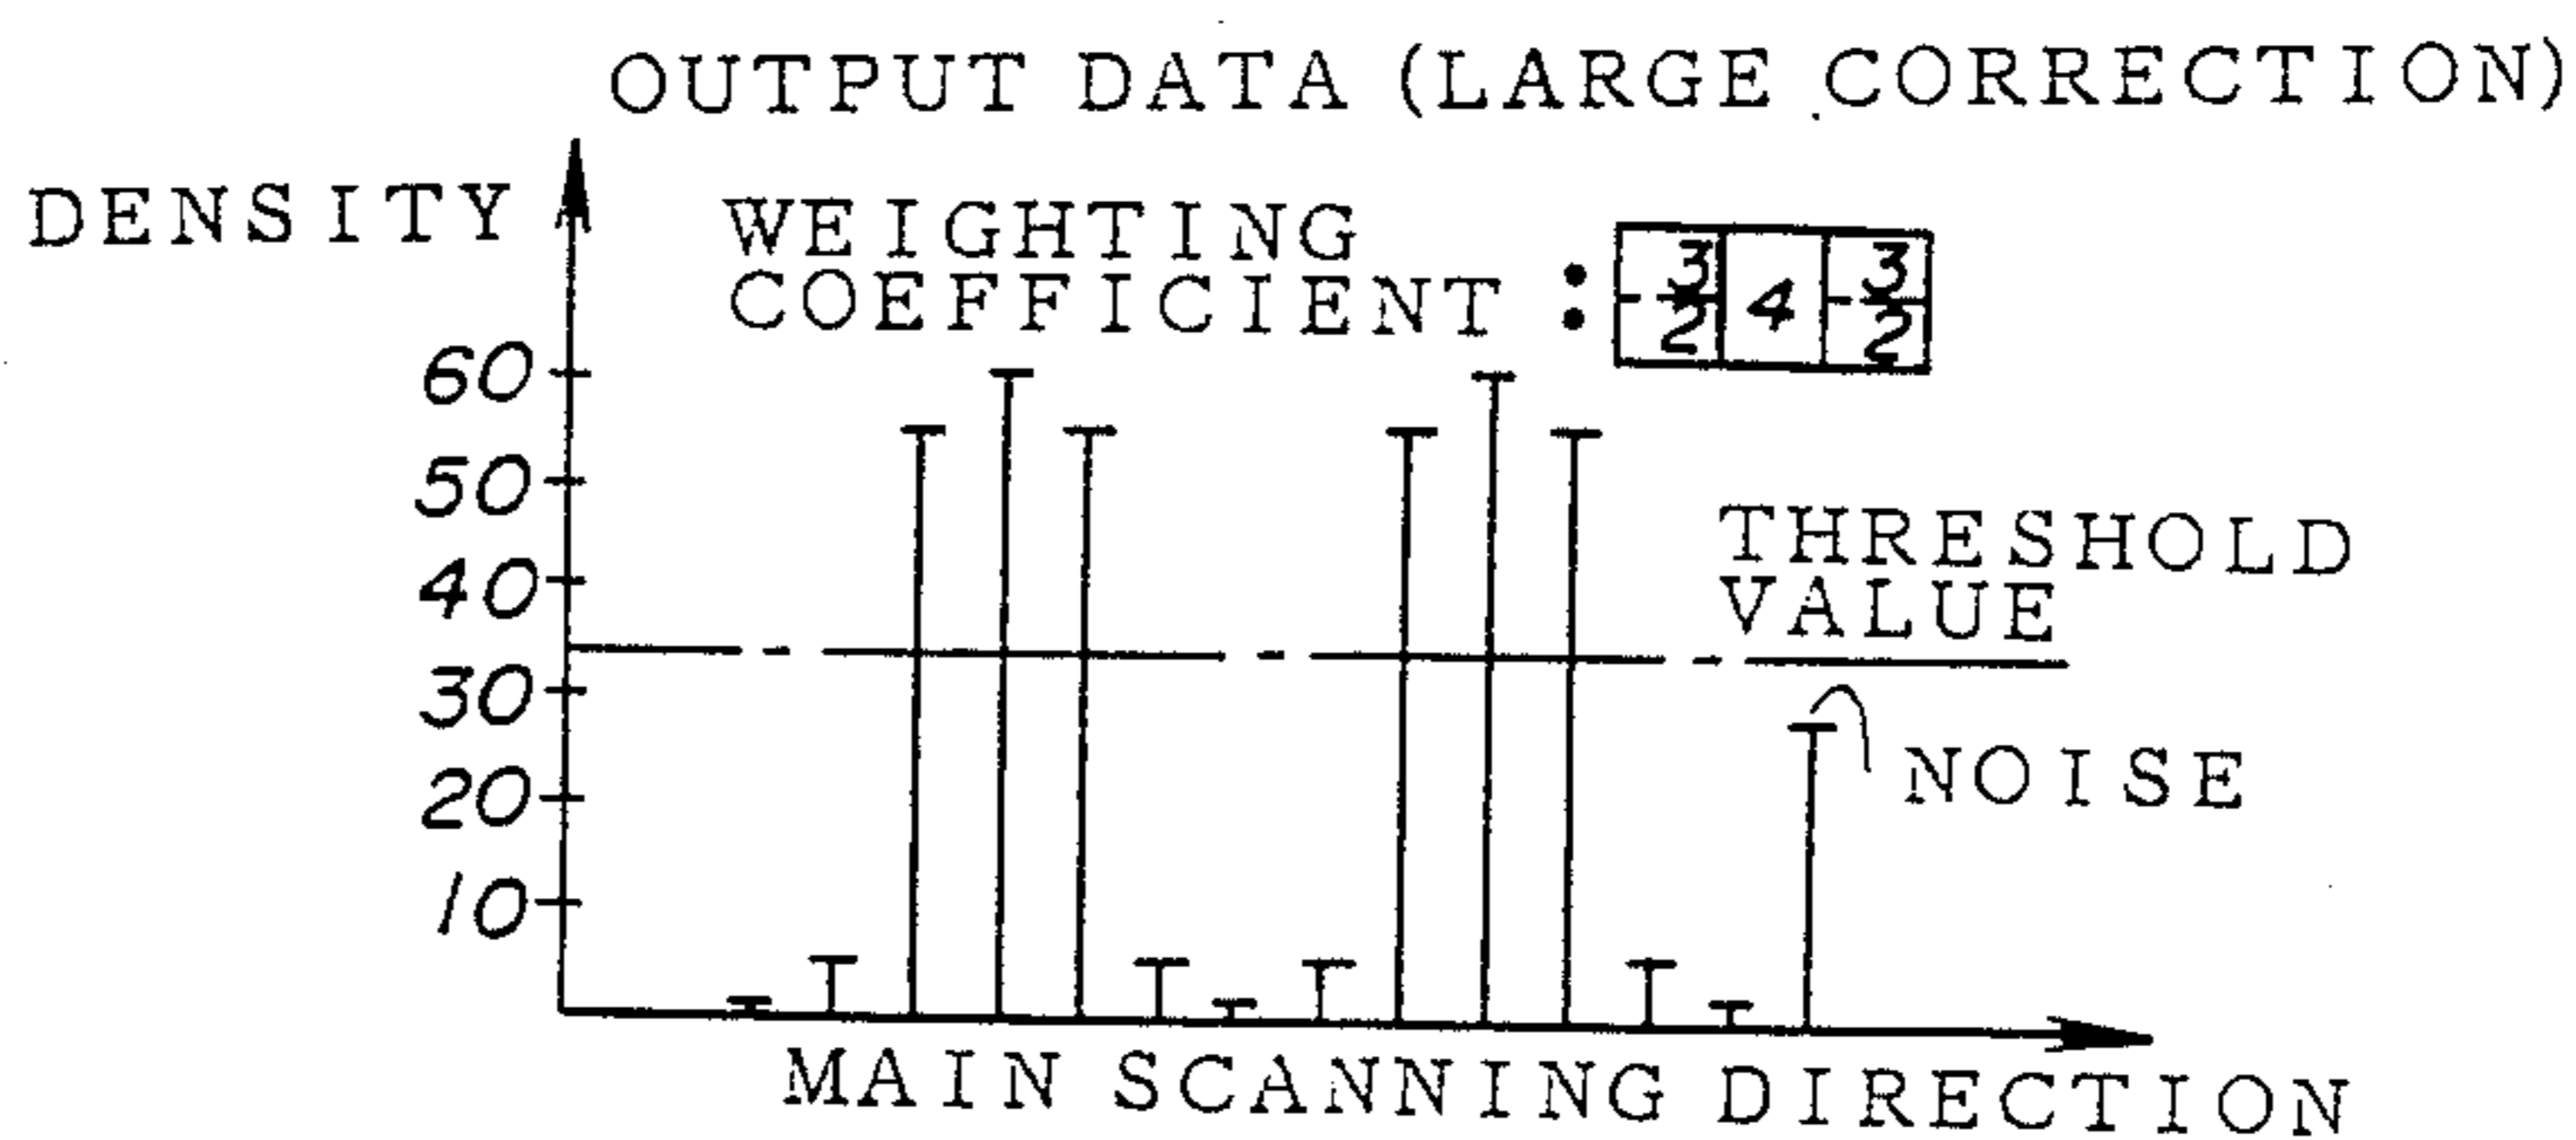 OUTPUT DATA (LARGE CORRECTION)
DENSITY
WEIGHTING
COEFFICIENT : -3/2 4 -3/2
60
50
40
30
20
10
THRESHOLD
VALUE
NOISE
MAIN SCANNING DIRECTION